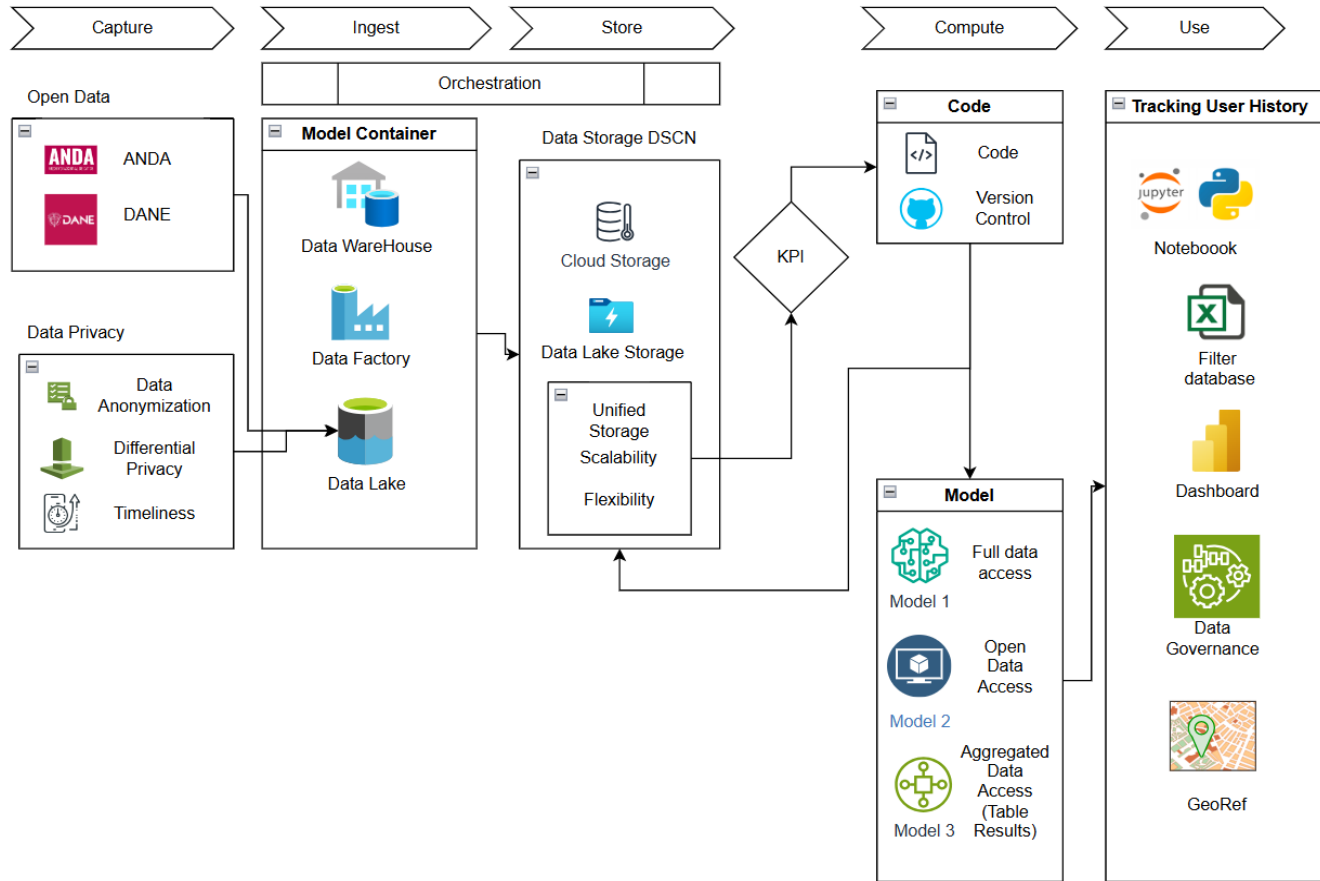 Capture
Ingest
Store
Compute
Use
Orchestration
Open Data
ANDA
ANDA
DANE
DANE
Data Privacy
Data
Anonymization
Differential
Privacy
Timeliness
Model Container
Data WareHouse
Data Factory
Data Lake
Data Storage DSCN
Cloud Storage
Data Lake Storage
Unified
Storage
Scalability
Flexibility
KPI
Code
Code
Version
Control
Model
Full data
access
Model 1
Open
Data
Access
Model 2
Aggregated
Data
Access
(Table
Results)
Model 3
Tracking User History
jupyter
Noteboook
X
Filter
database
Dashboard
Data
Governance
GeoRef